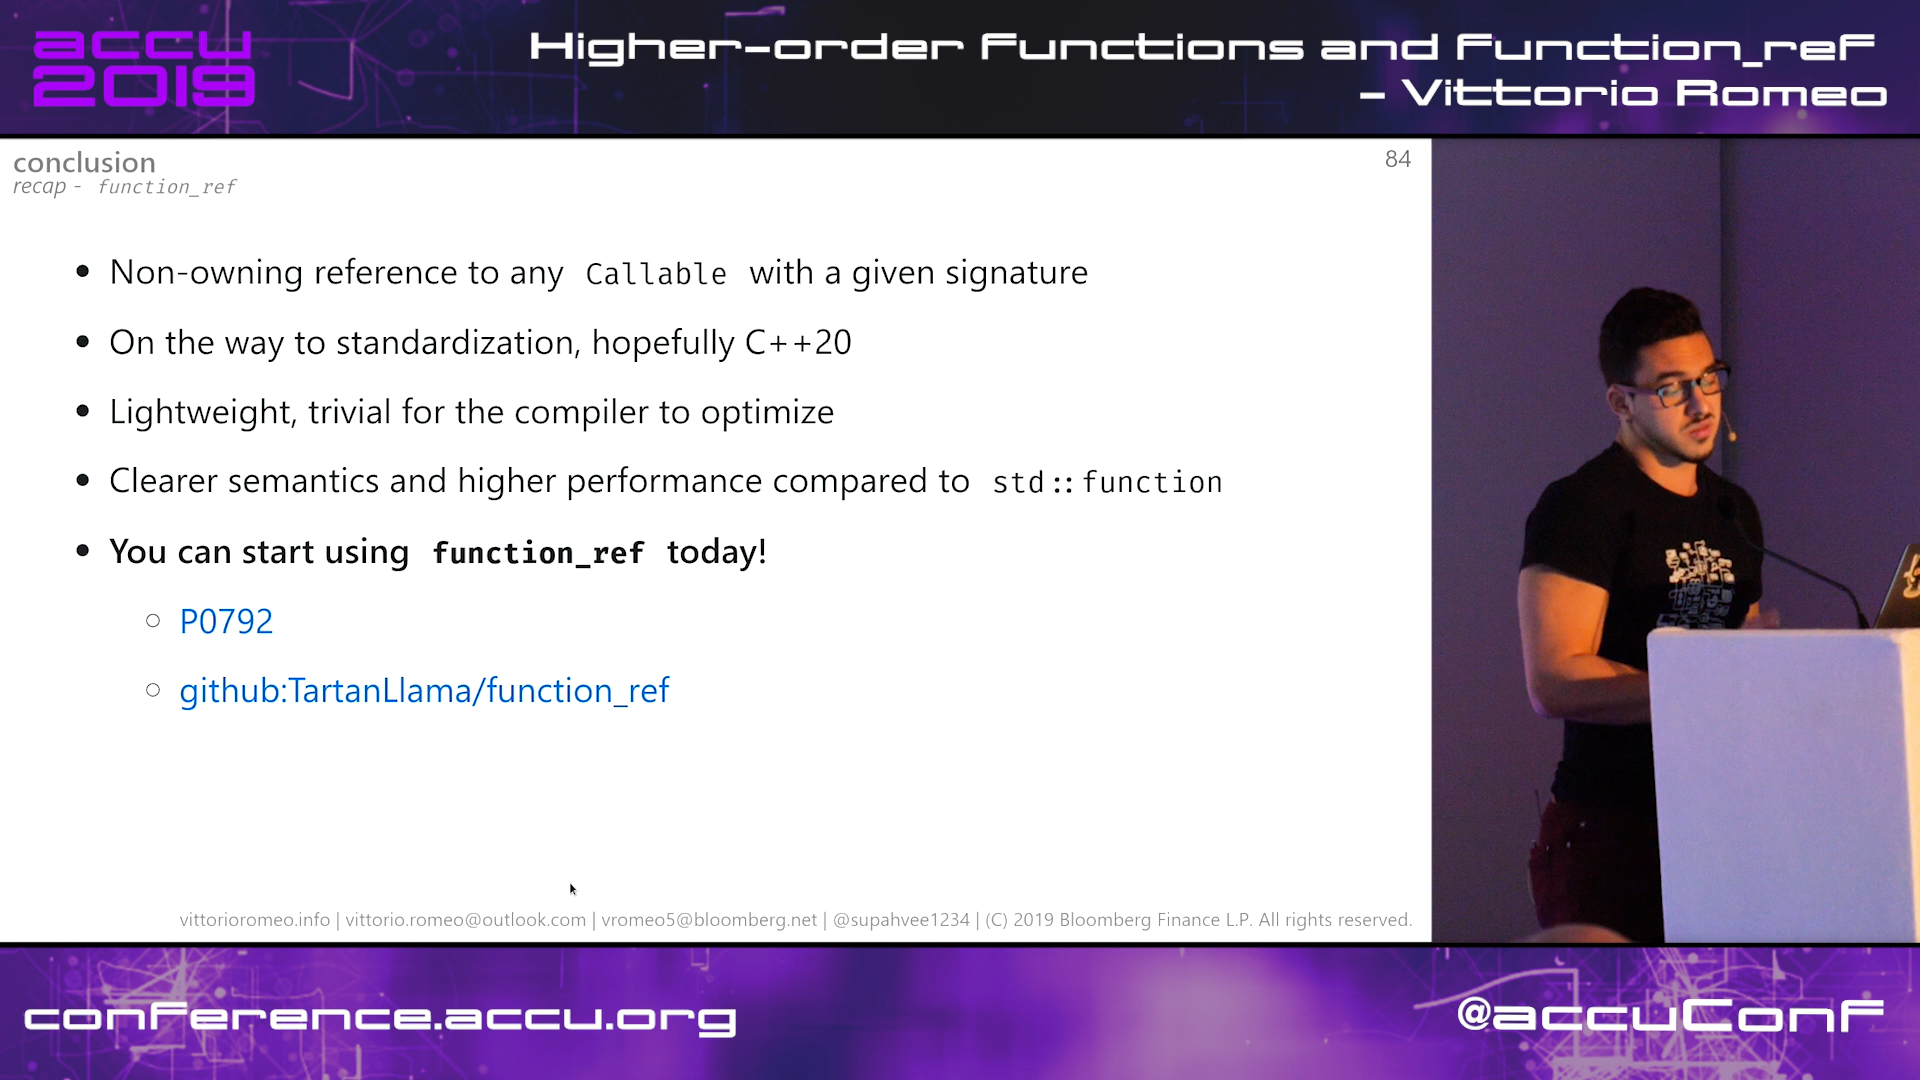 accu
2019
Higher-order Functions and Function_ref
- Vittorio Romeo
conclusion
84
recap - function_ref
• Non-owning reference to any Callable with a given signature
• On the way to standardization, hopefully C++20
• Lightweight, trivial for the compiler to optimize
• Clearer semantics and higher performance compared to std::function
• You can start using function_ref today!
○ P0792
○ github:TartanLlama/function_ref
vittorioromeo.info | vittorio.romeo@outlook.com | vromeo5@bloomberg.net | @supahvee1234 | (C) 2019 Bloomberg Finance L.P. All rights reserved.
conference.accu.org
@accuConf